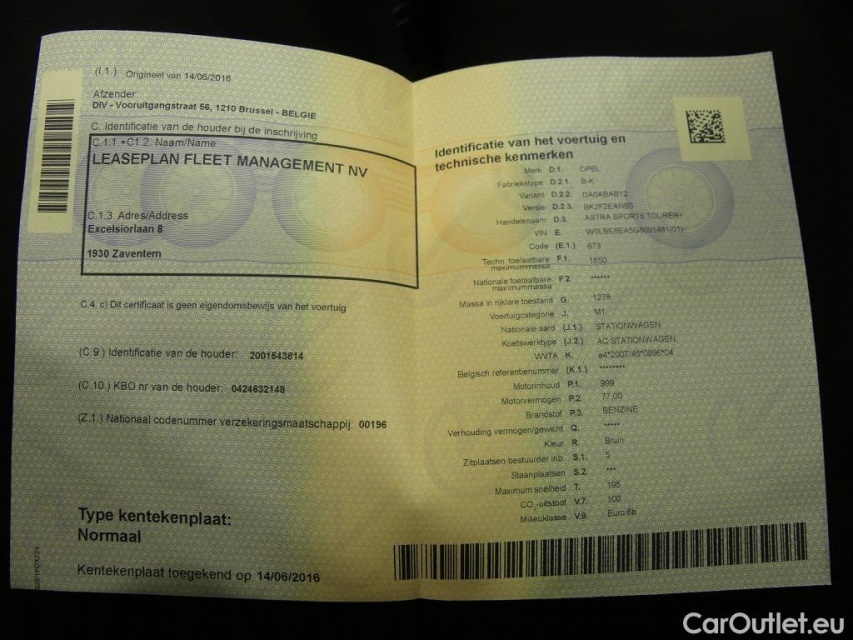 (I.1.) Origineel van 14/06/2016
Afzender:
DIV - Vooruitgangstraat 56, 1210 Brussel - BELGIE
C. Identificatie van de houder bij de inschrijving
C.1.1.+C1.2. Naam/Name
LEASEPLAN FLEET MANAGEMENT NV
C.1.3 Adres/Address
Excelsiorlaan 8
1930 Zaventem
C.4. c) Dit certificaat is geen eigendomsbewijs van het voertuig
(C.9.) Identificatie van de houder: 2001543814
(C.10.) KBO nr van de houder: 0424632148
(Z.1.) Nationaal codenummer verzekeringsmaatschappij: 00196
Type kentekenplaat:
Normaal
Kentekenplaat toegekend op 14/06/2016
Identificatie van het voertuig en
technische kenmerken
Merk D.1. OPEL
Fabriekstype D.2.1. B-K
Variant D.2.2. DA0ABAB12
Versie D.2.3. BK2F2EANB5
Handelsnaam D.3. ASTRA SPORTS TOURER+
VIN E.
Code (E.1.) 673
Techn. toelaatbare F.1. 1850
maximummassa
Nationale toelaatbare F.2. ******
maximummassa
Massa in rijklare toestand G. 1278
Voertuigcategorie J. M1
Nationale aard (J.1.) STATIONWAGEN
Koetswerktype (J.2.) AC STATIONWAGEN
WVTA K. e4*2007/46*0996*04
Belgisch referentienummer (K.1.) ********
Motorinhoud P.1. 999
Motorvermogen P.2. 77,00
Brandstof P.3. BENZINE
Verhouding vermogen/gewicht Q. *****
Kleur R. Bruin
Zitplaatsen bestuurder inb. S.1. 5
Staanplaatsen S.2. ***
Maximum snelheid T. 195
CO₂-uitstoot V.7. 100
Milieuklasse V.9. Euro 6b
CarOutlet.eu